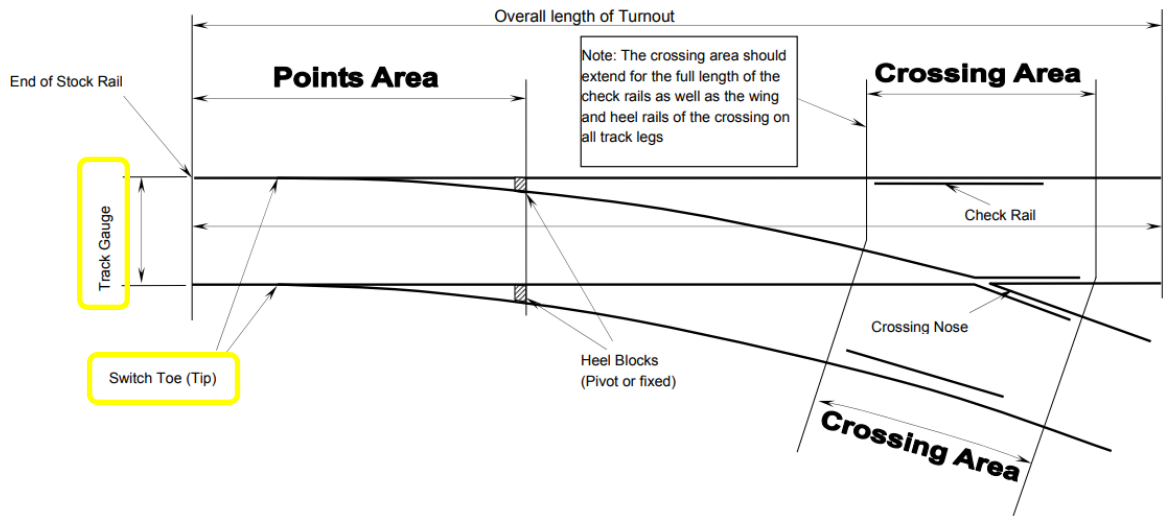 Overall length of Turnout
Note: The crossing area should
extend for the full length of the
check rails as well as the wing
and heel rails of the crossing on
all track legs
Points Area
Crossing Area
End of Stock Rail
Track Gauge
Check Rail
Crossing Nose
Switch Toe (Tip)
Heel Blocks
(Pivot or fixed)
Crossing Area